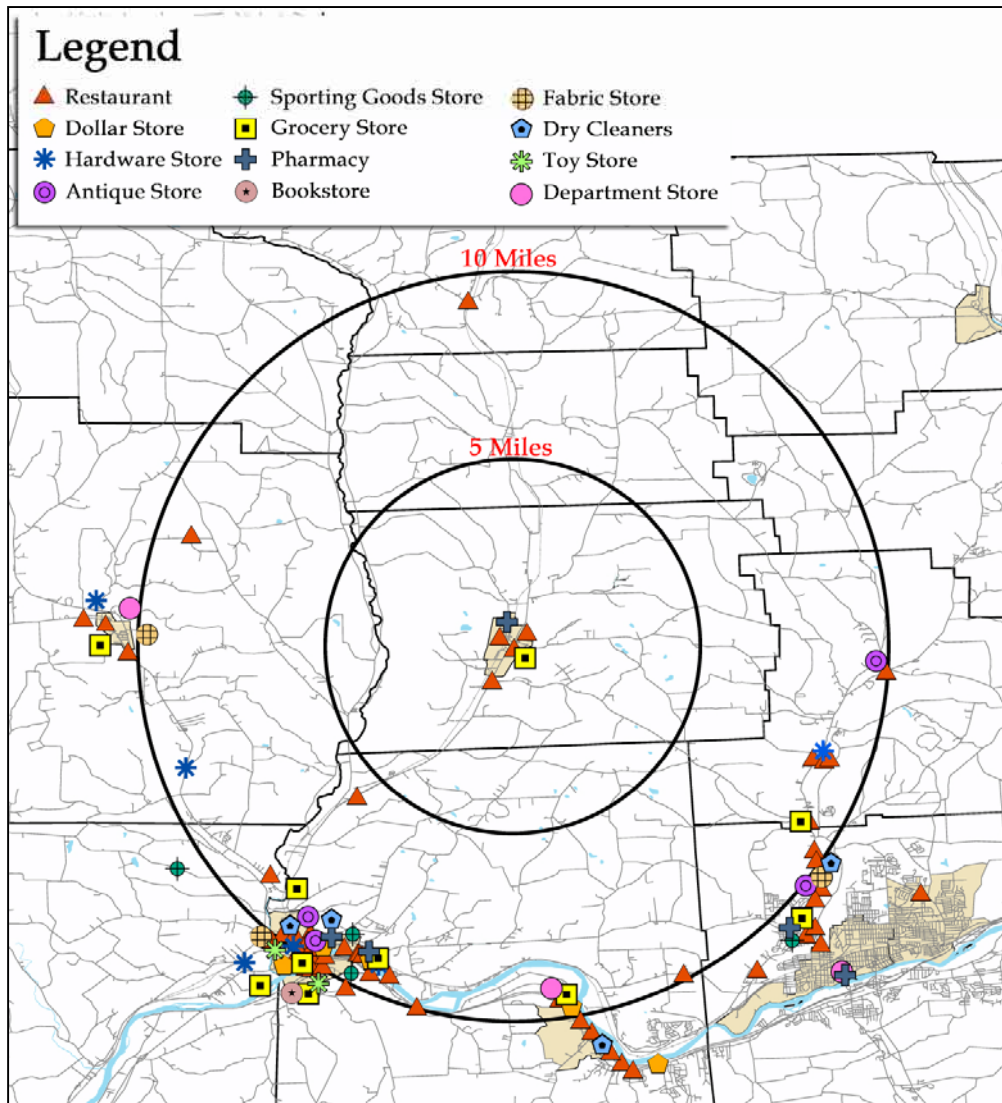 Legend
Restaurant
Sporting Goods Store
Fabric Store
Dollar Store
Grocery Store
Dry Cleaners
Hardware Store
Pharmacy
Toy Store
Antique Store
Bookstore
Department Store
10 Miles
5 Miles